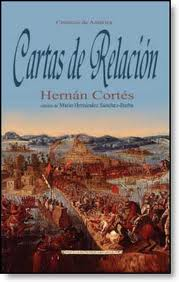 Crónicas de América
Cartas de Relación
Hernán Cortés
edición de Mario Hernández Sánchez-Barba